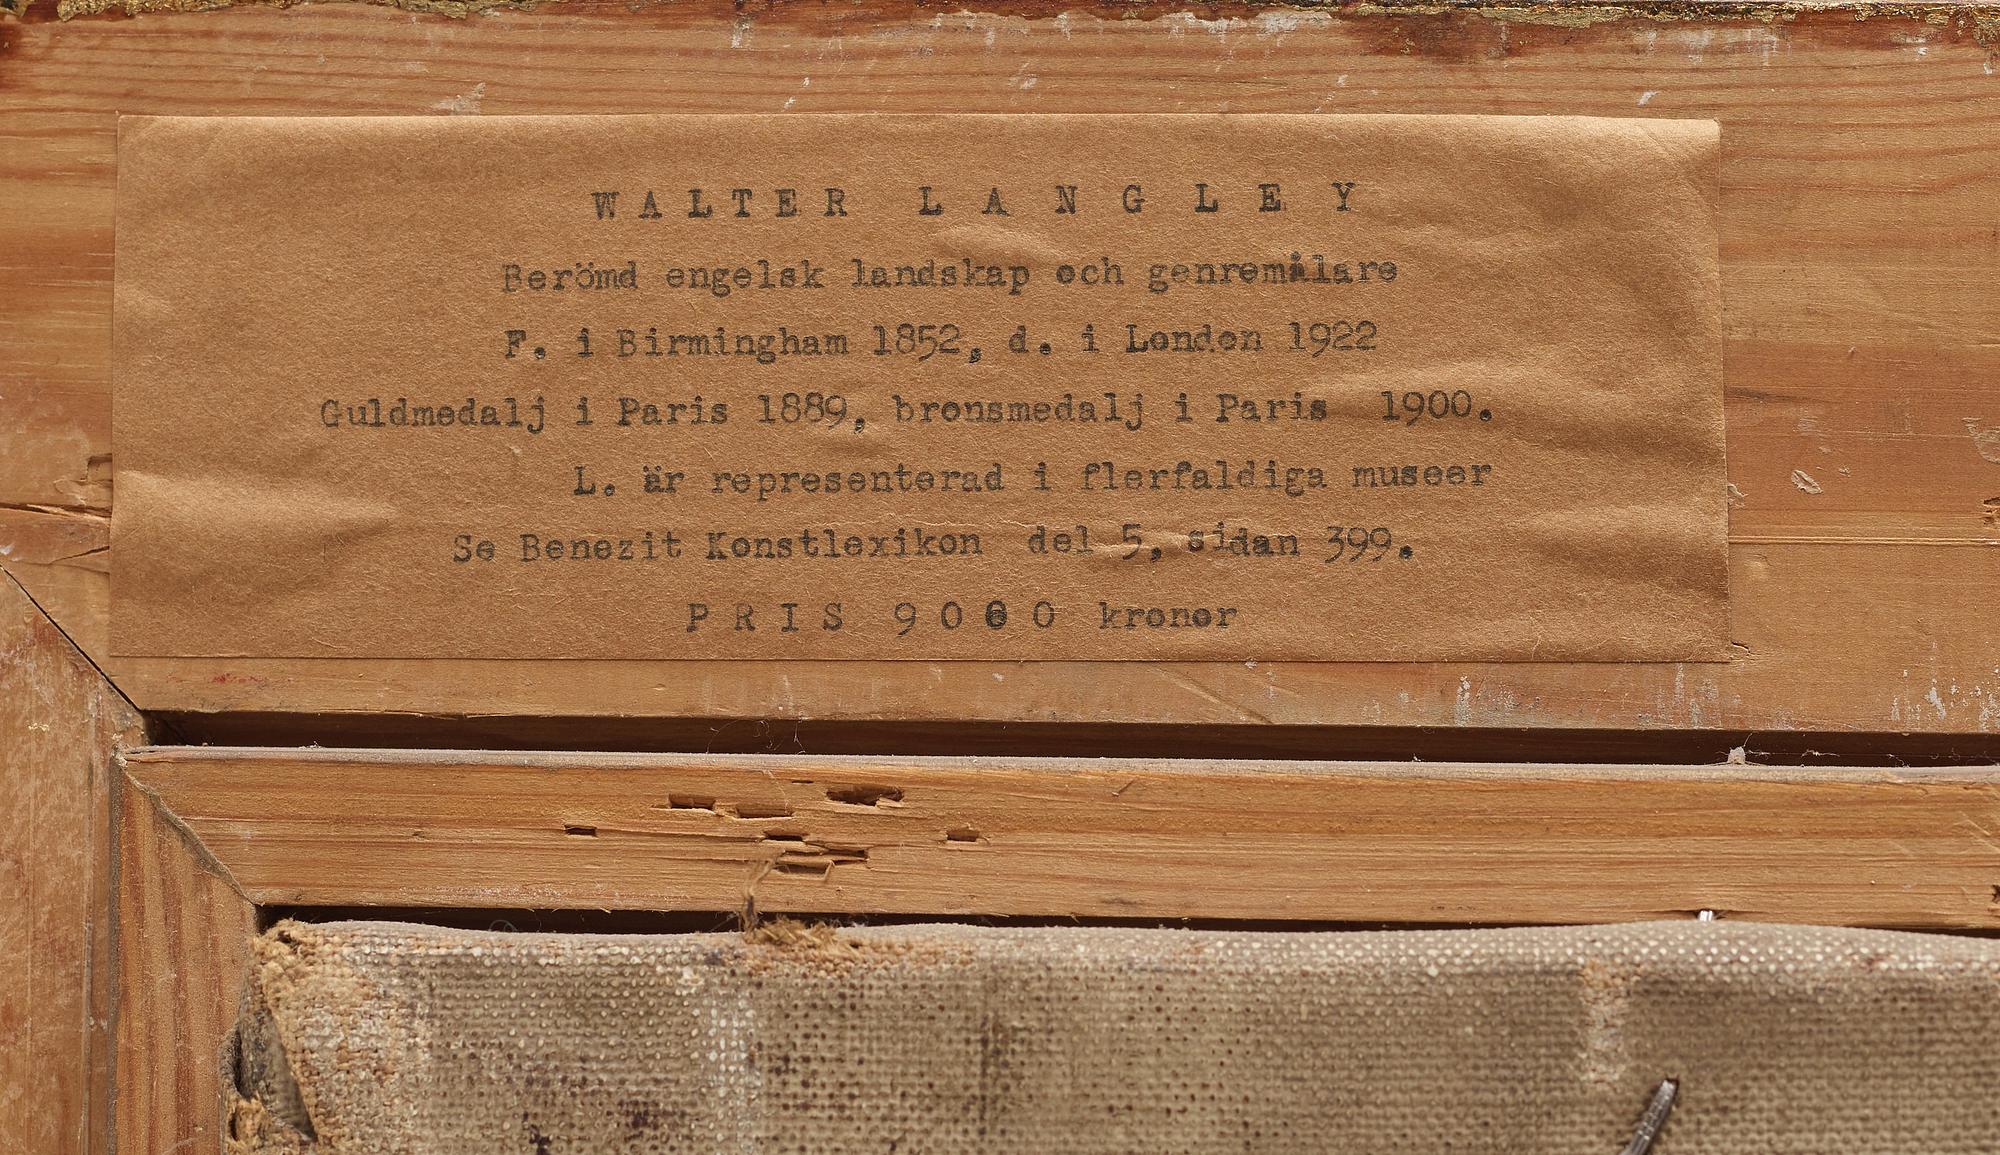 WALTER LANGLEY
Berömd engelsk landskap och genremålare
F. i Birmingham 1852, d. i London 1922
Guldmedalj i Paris 1889, bronsmedalj i Paris 1900.
L. är representerad i flerfaldiga museer
Se Benezit Konstlexikon del 5, sidan 399.
PRIS 9000 kronor